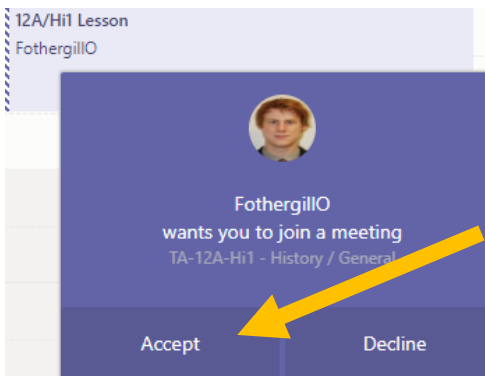 12A/Hi1 Lesson
FothergillO
FothergillO
wants you to join a meeting
TA-12A-Hi1 - History / General
Accept
Decline